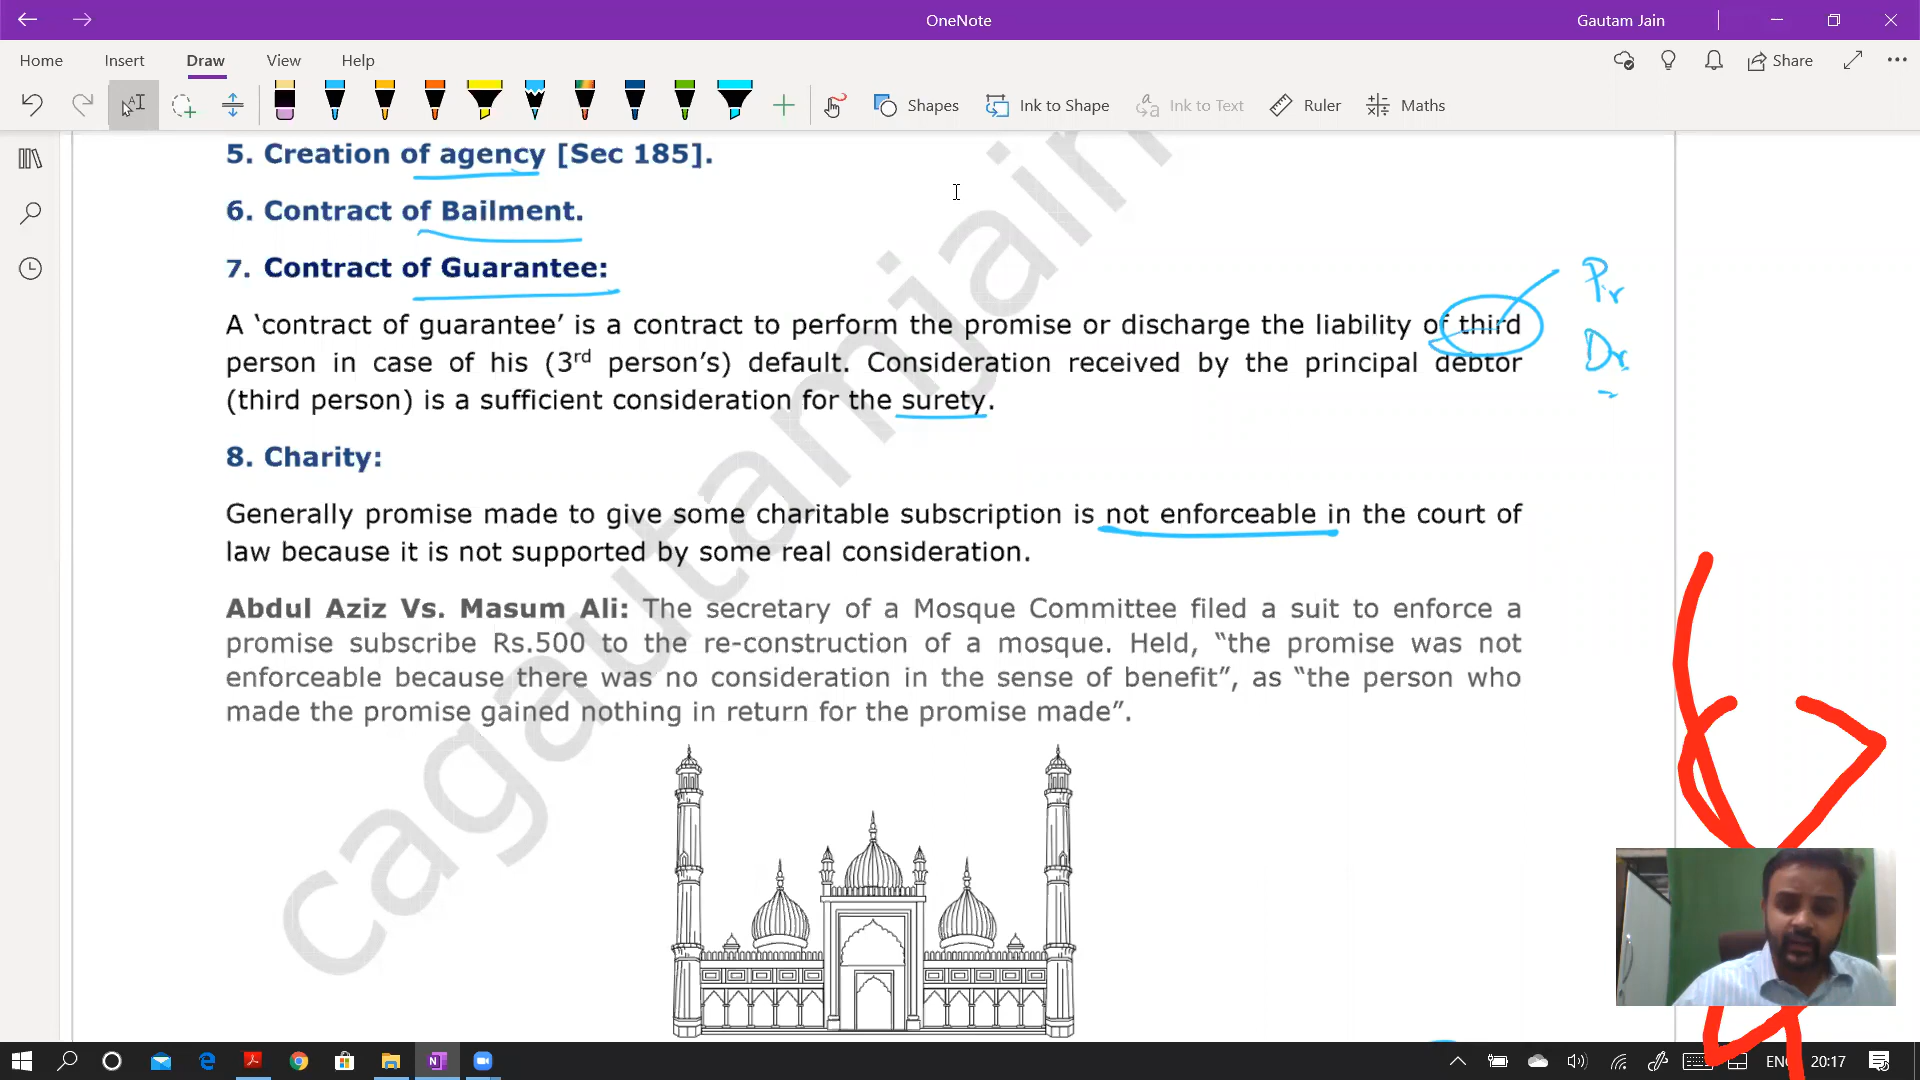 OneNote
Gautam Jain
Home Insert Draw View Help
Share
Shapes Ink to Shape Ink to Text Ruler Maths
5. Creation of agency [Sec 185].
6. Contract of Bailment.
7. Contract of Guarantee:
A ‘contract of guarantee’ is a contract to perform the promise or discharge the liability of third
person in case of his (3rd person’s) default. Consideration received by the principal debtor
(third person) is a sufficient consideration for the surety.
Pr
Dr
8. Charity:
Generally promise made to give some charitable subscription is not enforceable in the court of
law because it is not supported by some real consideration.
Abdul Aziz Vs. Masum Ali: The secretary of a Mosque Committee filed a suit to enforce a
promise subscribe Rs.500 to the re-construction of a mosque. Held, “the promise was not
enforceable because there was no consideration in the sense of benefit”, as “the person who
made the promise gained nothing in return for the promise made”.
cagautamjain
20:17